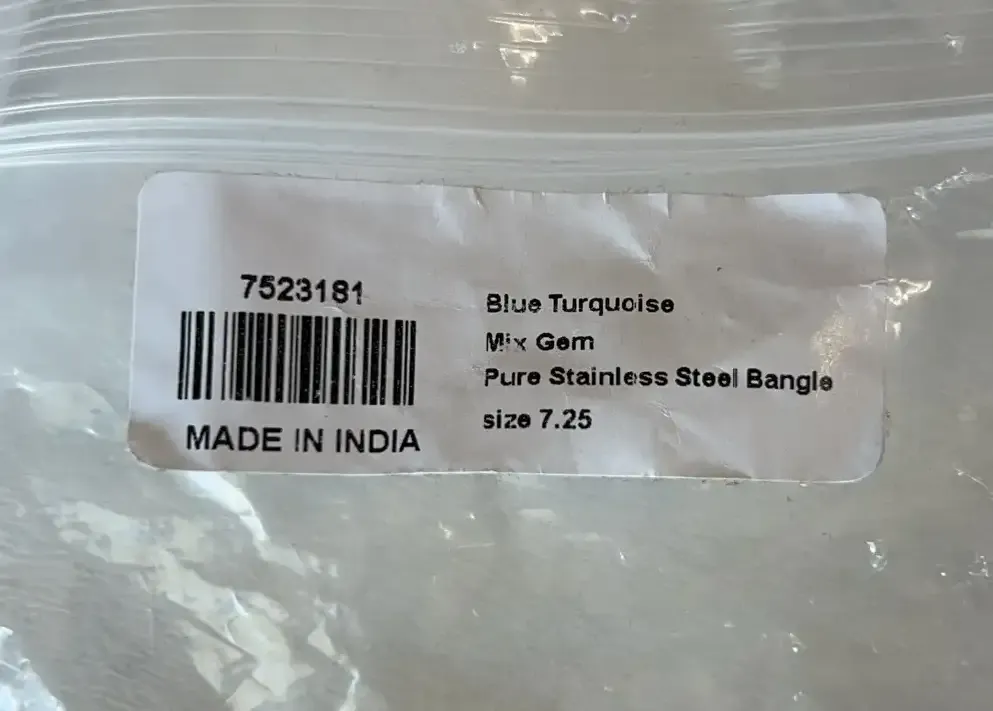 7523181
MADE IN INDIA
Blue Turquoise
Mix Gem
Pure Stainless Steel Bangle
size 7.25